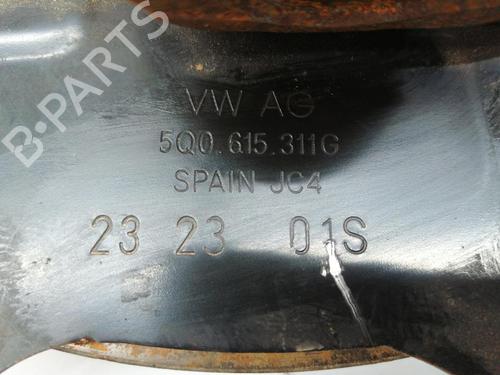 B-PARTS
VW AG
5Q0.615.311G
SPAIN JC4
23 23 01S